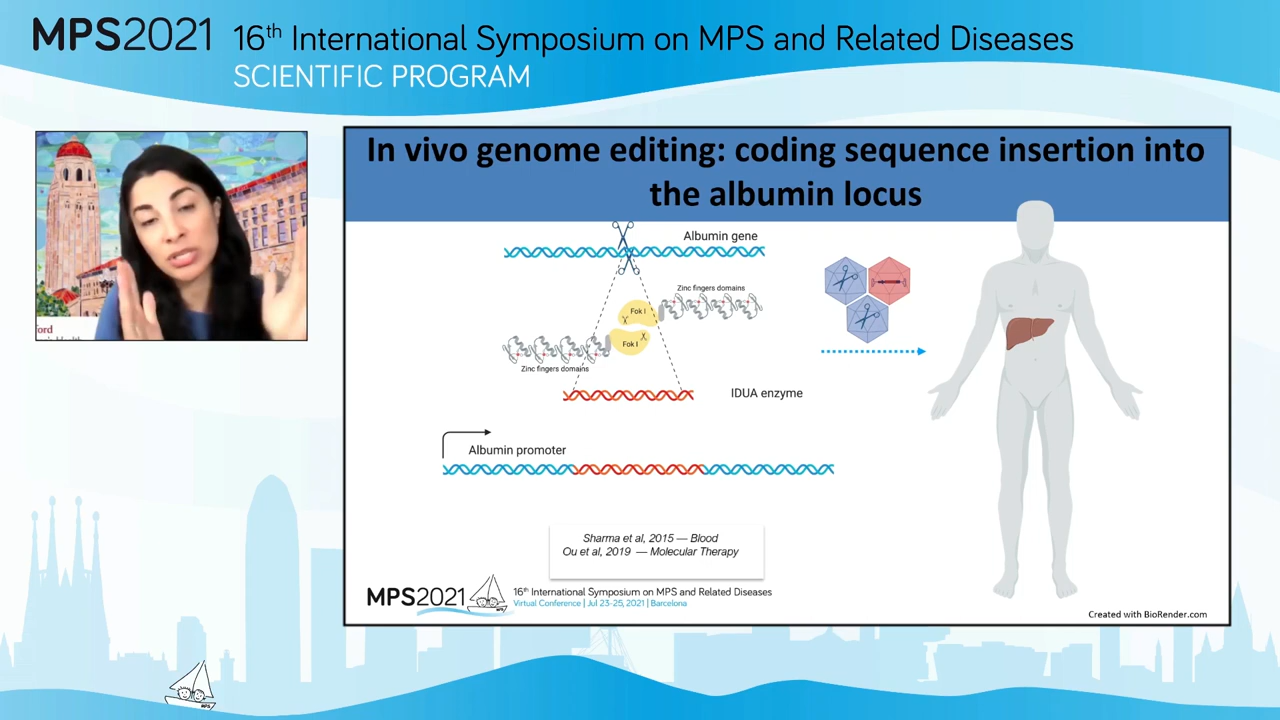 MPS2021 16th International Symposium on MPS and Related Diseases
SCIENTIFIC PROGRAM
ord
In vivo genome editing: coding sequence insertion into
the albumin locus
Albumin gene
Zinc fingers domains
Fok I
Fok I
Zinc fingers domains
IDUA enzyme
Albumin promoter
Sharma et al, 2015 — Blood
Ou et al, 2019 — Molecular Therapy
MPS2021
16th International Symposium on MPS and Related Diseases
Virtual Conference | Jul 23-25, 2021 | Barcelona
Created with BioRender.com
MPS